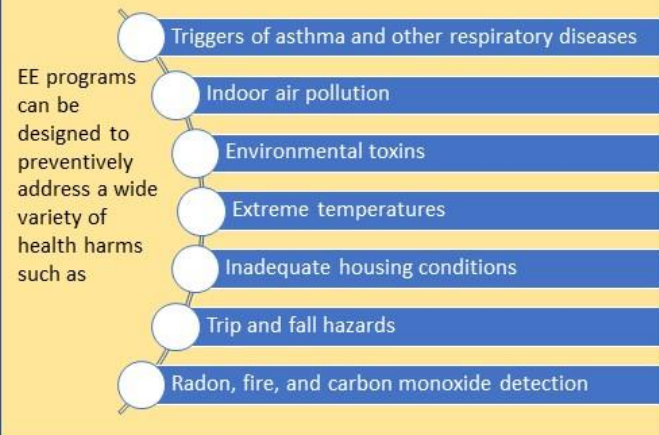 EE programs
can be
designed to
preventively
address a wide
variety of
health harms
such as
Triggers of asthma and other respiratory diseases
Indoor air pollution
Environmental toxins
Extreme temperatures
Inadequate housing conditions
Trip and fall hazards
Radon, fire, and carbon monoxide detection